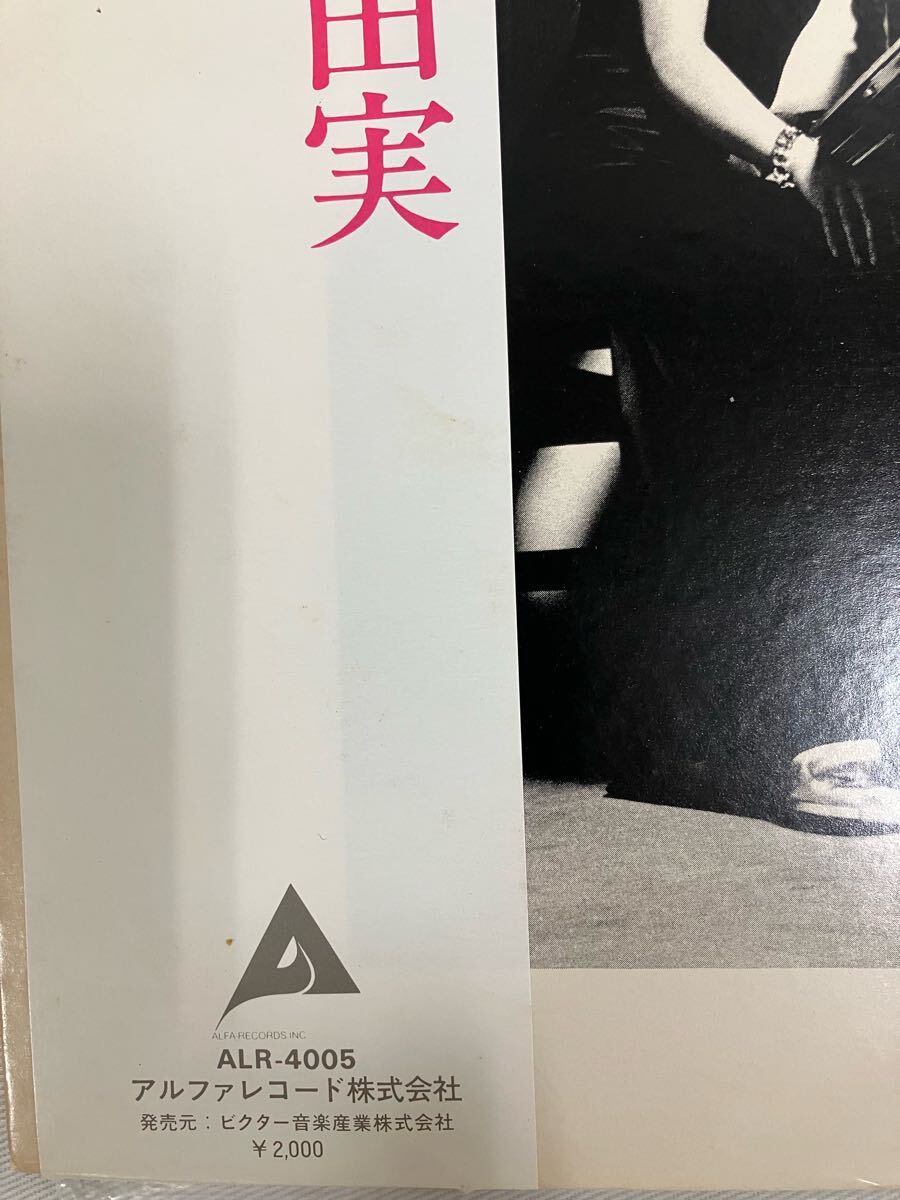 由実
ALFA RECORDS INC
ALR-4005
アルファレコード株式会社
発売元：ビクター音楽産業株式会社
￥2,000